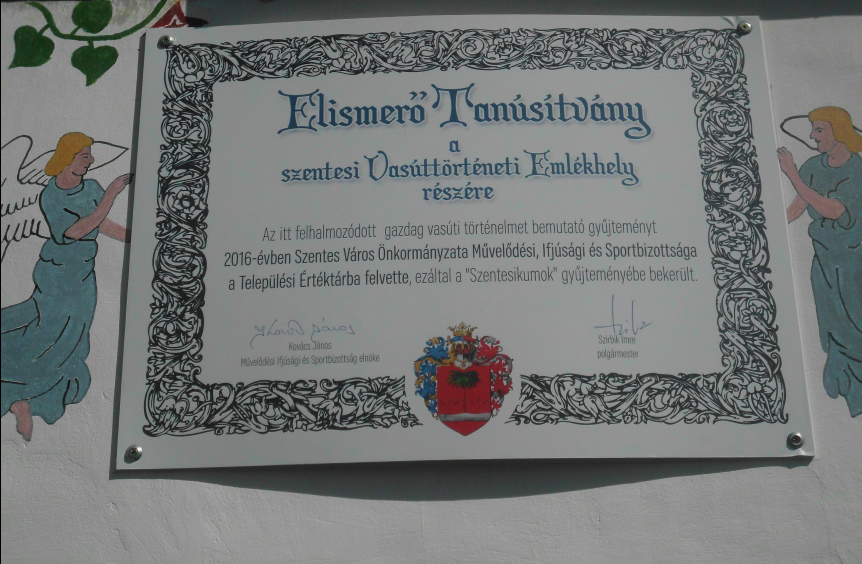 Elismerő Tanúsítvány
a
szentesi Vasúttörténeti Emlékhely
részére
Az itt felhalmozódott gazdag vasúti történelmet bemutató gyűjteményt
2016-évben Szentes Város Önkormányzata Művelődési, Ifjúsági és Sportbizottsága
a Települési Értéktárba felvette, ezáltal a "Szentesikumok" gyűjteményébe bekerült.
Kovács János
Művelődési Ifjúsági és Sportbizottság elnöke
Szirbik Imre
polgármester